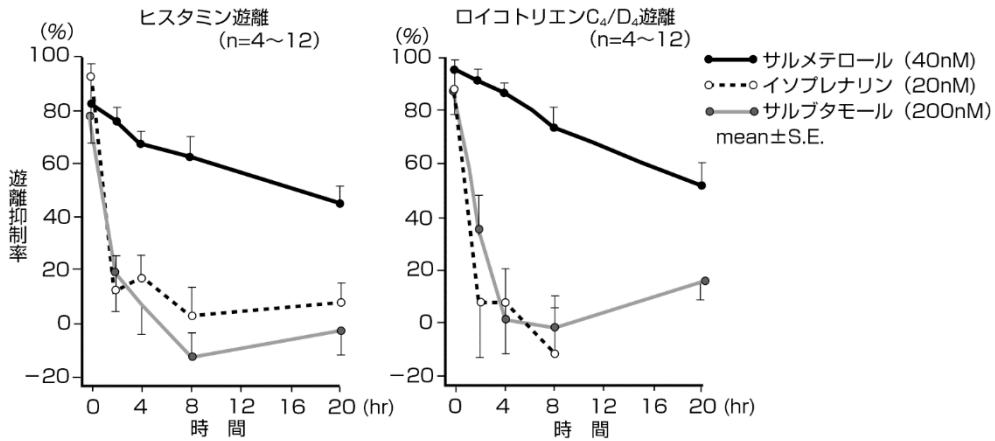 ヒスタミン遊離
(n=4〜12)
(%)
100
80
60
40
20
0
−20
遊離抑制率
0 4 8 12 16 20 (hr)
時　間
ロイコトリエンC₄/D₄遊離
(n=4〜12)
(%)
100
80
60
40
20
0
−20
0 4 8 12 16 20 (hr)
時　間
サルメテロール（40nM）
イソプレナリン（20nM）
サルブタモール（200nM）
mean±S.E.